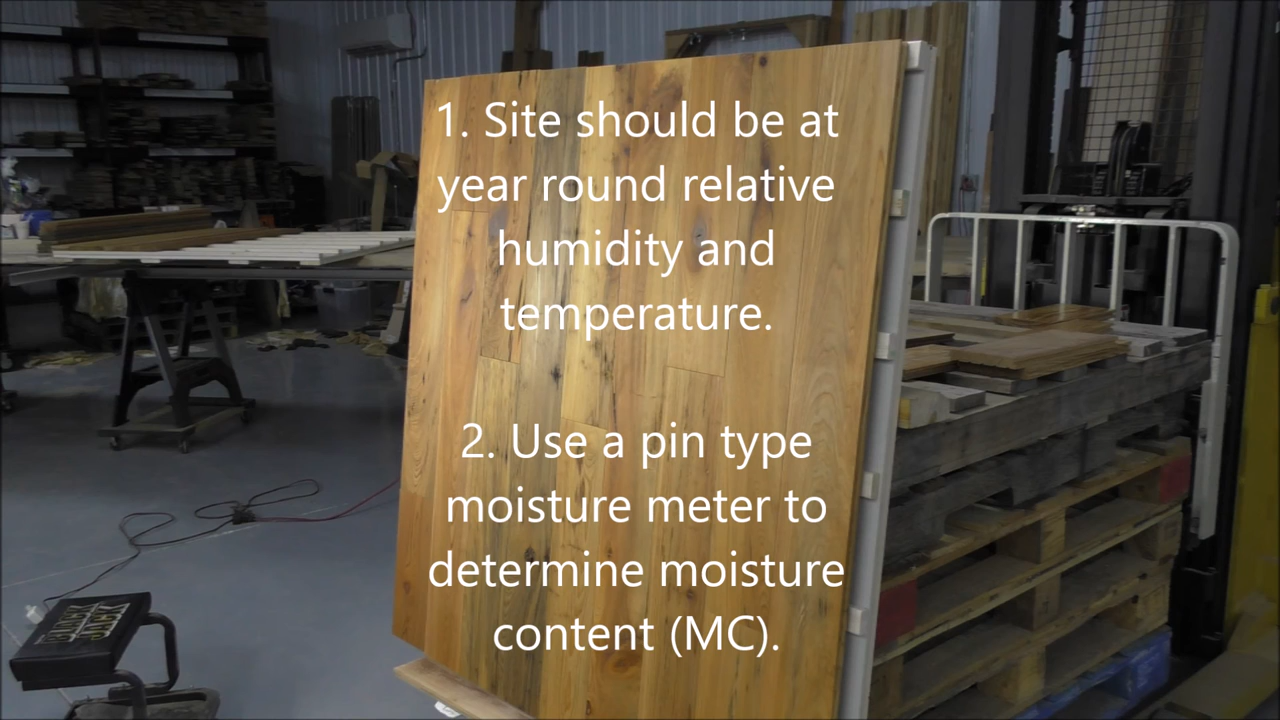 1. Site should be at
year round relative
humidity and
temperature.
2. Use a pin type
moisture meter to
determine moisture
content (MC).